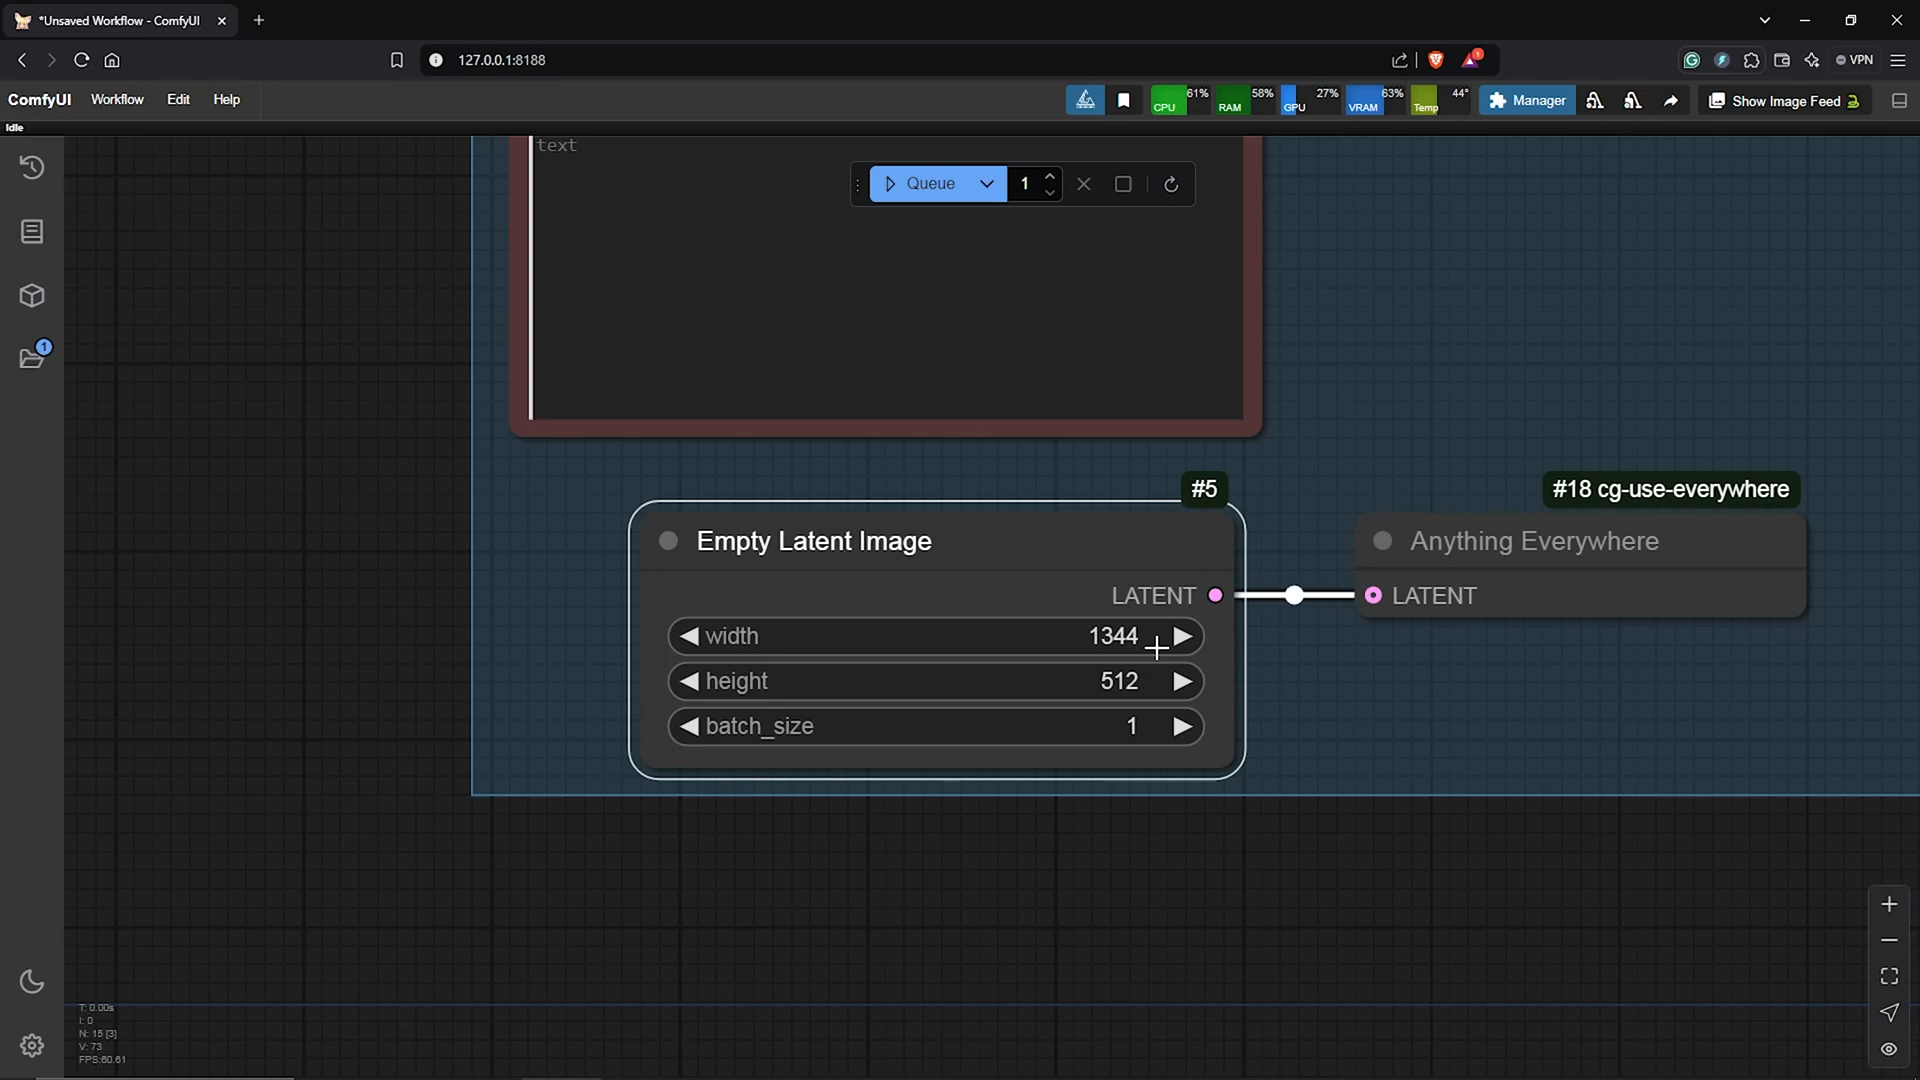 *Unsaved Workflow - ComfyUI
127.0.0.1:8188
1
VPN
ComfyUI Workflow Edit Help
CPU 61% RAM 58% GPU 27% VRAM 63% Temp 44° Manager Show Image Feed
Idle
text
Queue 1
1
#5
#18 cg-use-everywhere
Empty Latent Image
Anything Everywhere
LATENT
LATENT
width 1344
height 512
batch_size 1
T: 0.00s
I: 0
N: 15 [3]
V: 73
FPS:60.61